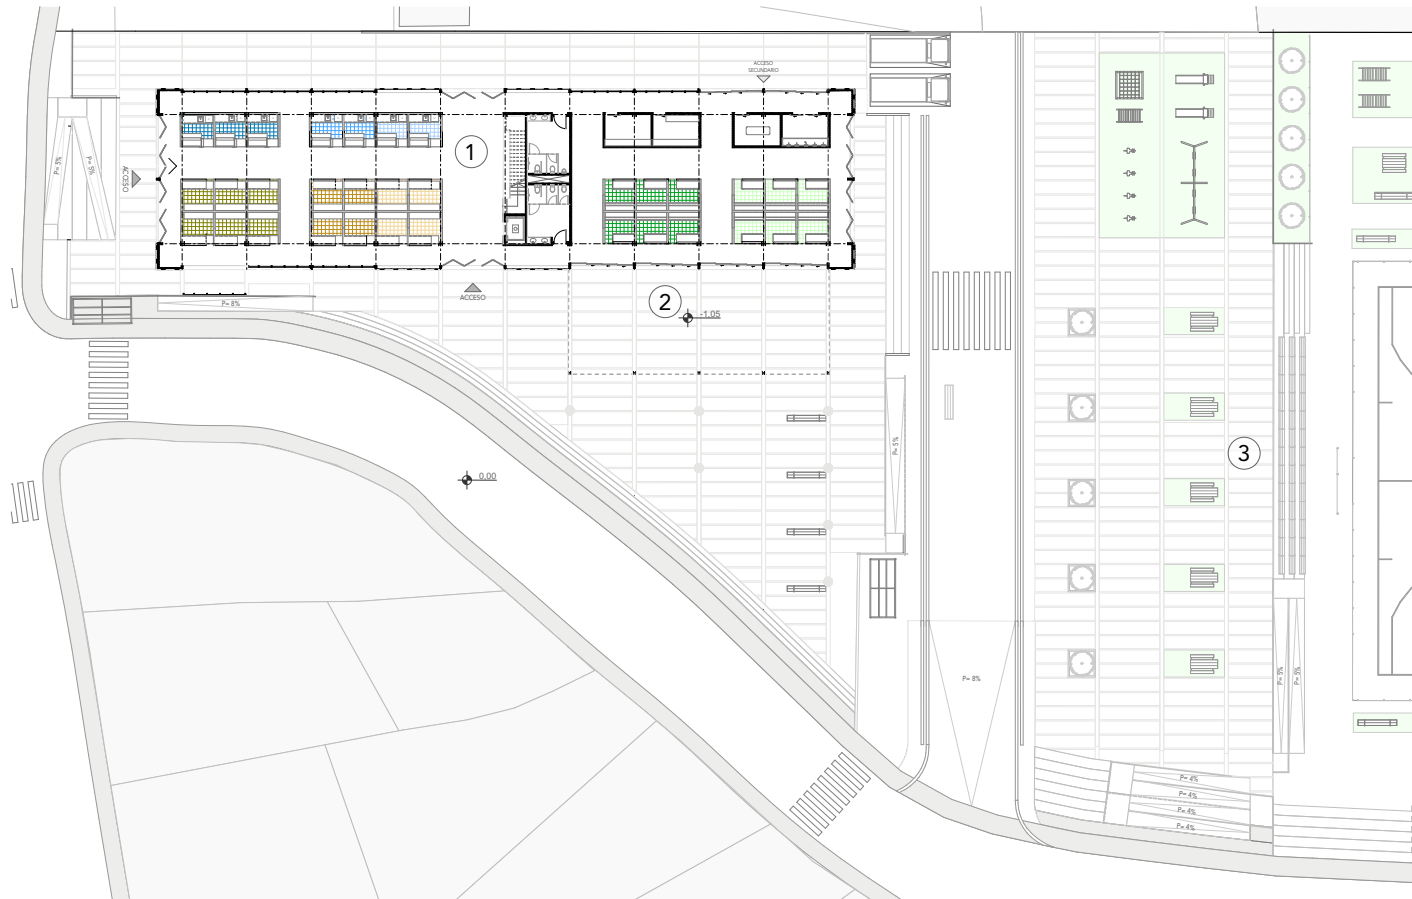 ACCESO
SECUNDARIO
1
P= 5%
P= 5%
ACCESO
ACCESO
P= 8%
2
-1.05
P= 5%
0.00
3
P= 8%
P= 5%
P= 5%
P= 4%
P= 4%
P= 4%
P= 4%